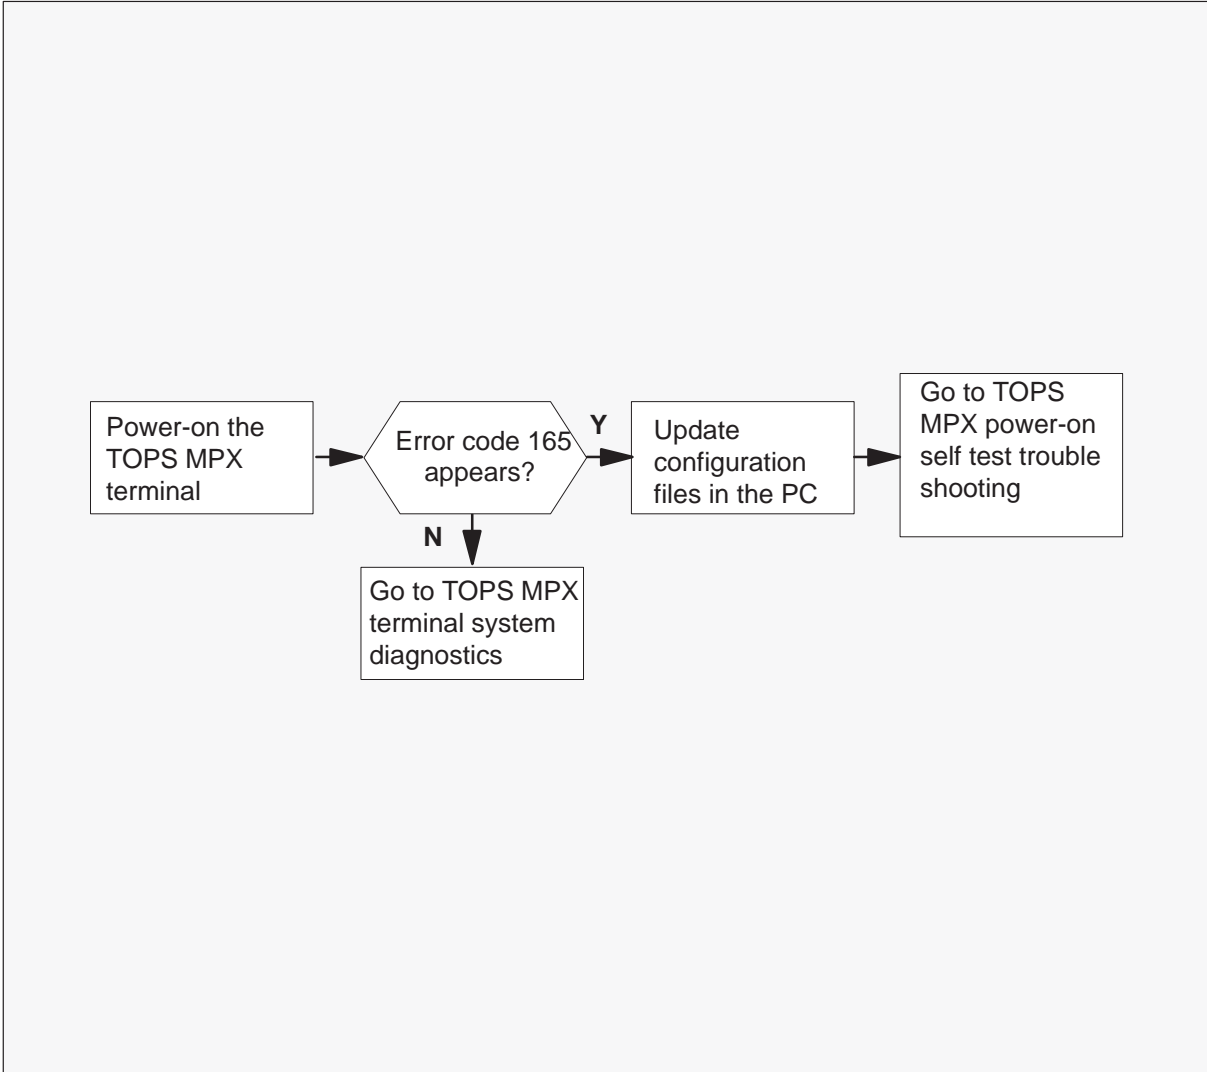 Power-on the
TOPS MPX
terminal
Error code 165
appears?
Y
N
Update
configuration
files in the PC
Go to TOPS
MPX power-on
self test trouble
shooting
Go to TOPS MPX
terminal system
diagnostics